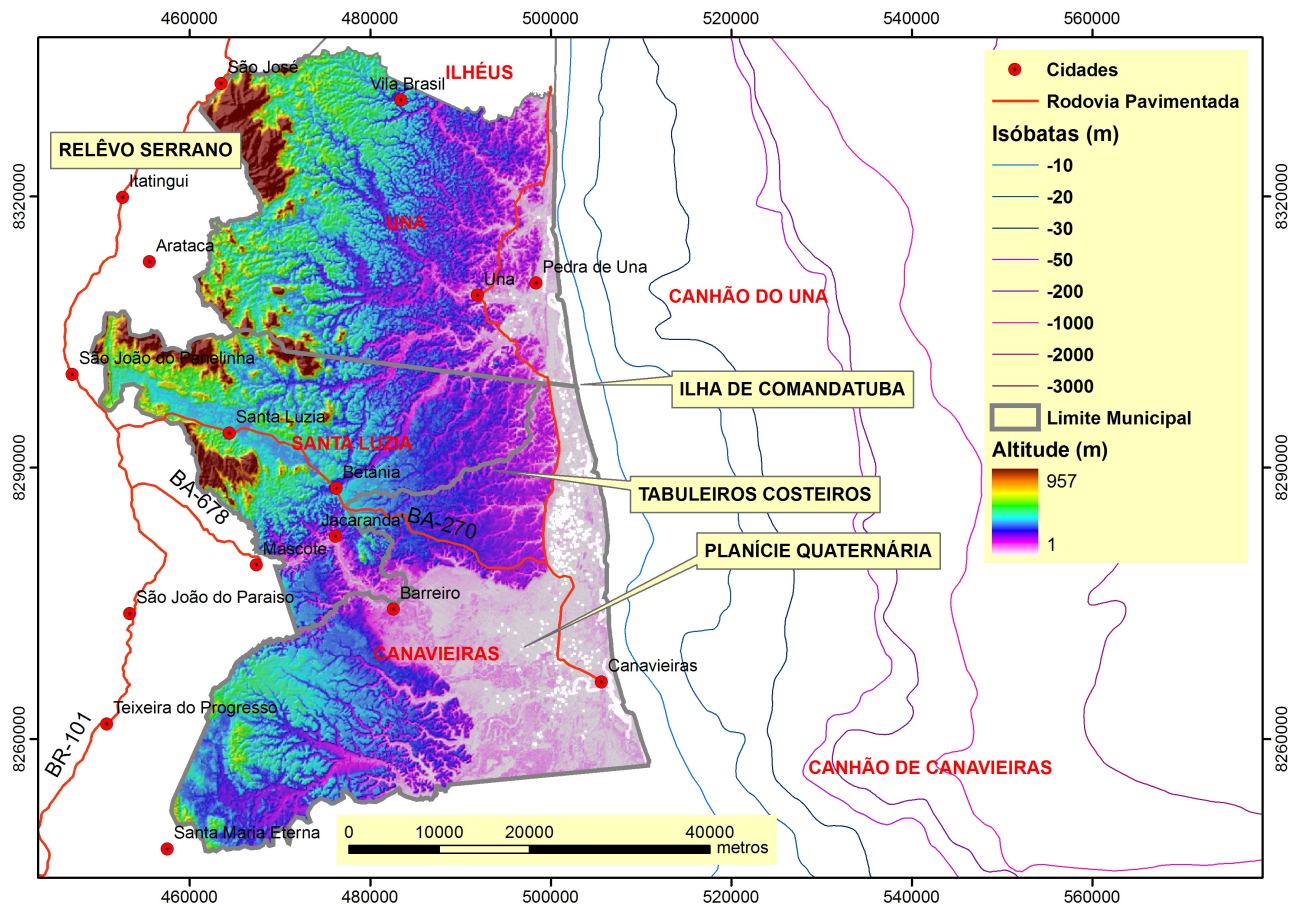 460000
480000
500000
520000
540000
560000
8320000
8290000
8260000
8320000
8290000
8260000
São José
ILHÉUS
Vila Brasil
RELÊVO SERRANO
Itatingui
UNA
Arataca
Una
Pedra de Una
CANHÃO DO UNA
São João do Panelinha
ILHA DE COMANDATUBA
Santa Luzia
SANTA LUZIA
Betânia
BA-678
TABULEIROS COSTEIROS
Jacaranda
BA-270
Mascote
PLANÍCIE QUATERNÁRIA
São João do Paraiso
Barreiro
CANAVIEIRAS
Canavieiras
Teixeira do Progresso
BR-101
CANHÃO DE CANAVIEIRAS
Santa Maria Eterna
0 10000 20000 40000
metros
Cidades
Rodovia Pavimentada
Isóbatas (m)
-10
-20
-30
-50
-200
-1000
-2000
-3000
Limite Municipal
Altitude (m)
957
1
460000
480000
500000
520000
540000
560000